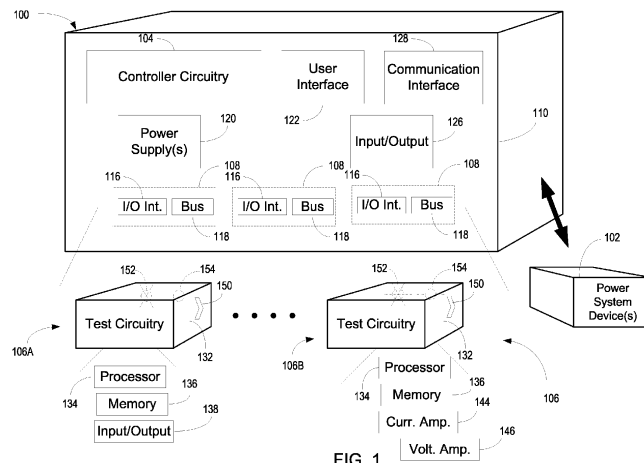 100
104
128
Controller Circuitry
User
Interface
Communication
Interface
120
122
126
110
Power
Supply(s)
Input/Output
116
108
116
108
116
108
I/O Int.
Bus
I/O Int.
Bus
I/O Int.
Bus
118
118
118
102
152
154
150
152
154
150
Power
System
Device(s)
Test Circuitry
Test Circuitry
106A
132
106B
132
106
Processor
134
136
Memory
138
Input/Output
Processor
134
136
Memory
144
Curr. Amp.
146
Volt. Amp.
FIG. 1